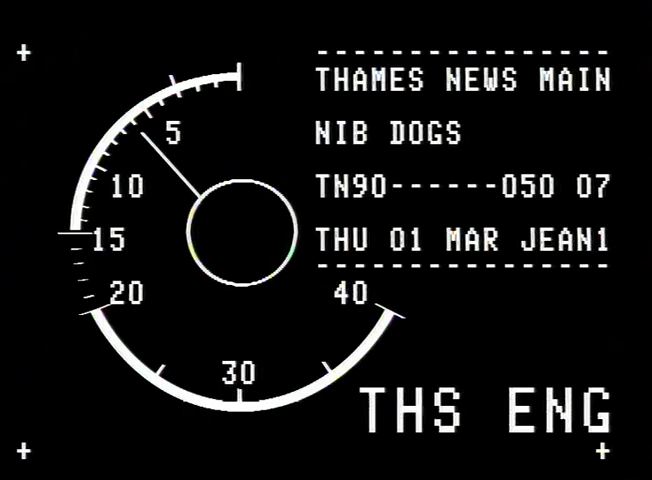 THAMES NEWS MAIN
NIB DOGS
TN90------050 07
THU 01 MAR JEAN1
5
10
15
20
30
40
THS ENG